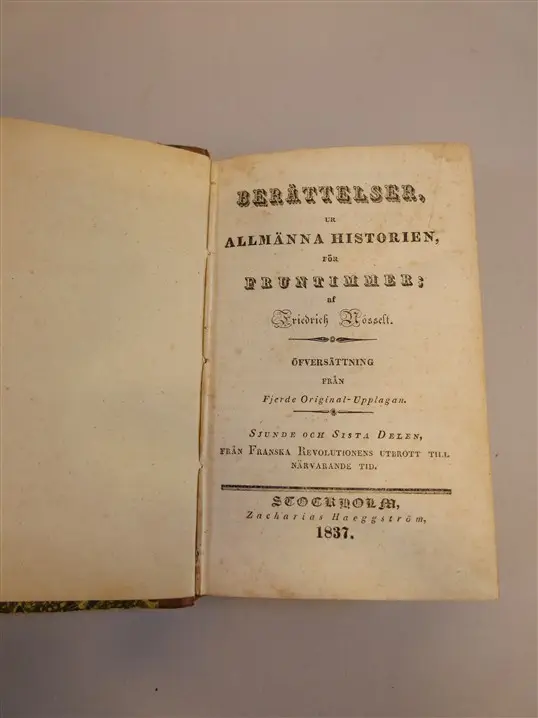 BERÄTTELSER,
UR
ALLMÄNNA HISTORIEN,
FÖR
FRUNTIMMER;
af
Friedrich Nösselt.
ÖFVERSÄTTNING
FRÅN
Fjerde Original-Upplagan.
SJUNDE OCH SISTA DELEN,
FRÅN FRANSKA REVOLUTIONENS UTBROTT TILL
NÄRVARANDE TID.
STOCKHOLM,
Zacharias Haeggström,
1837.